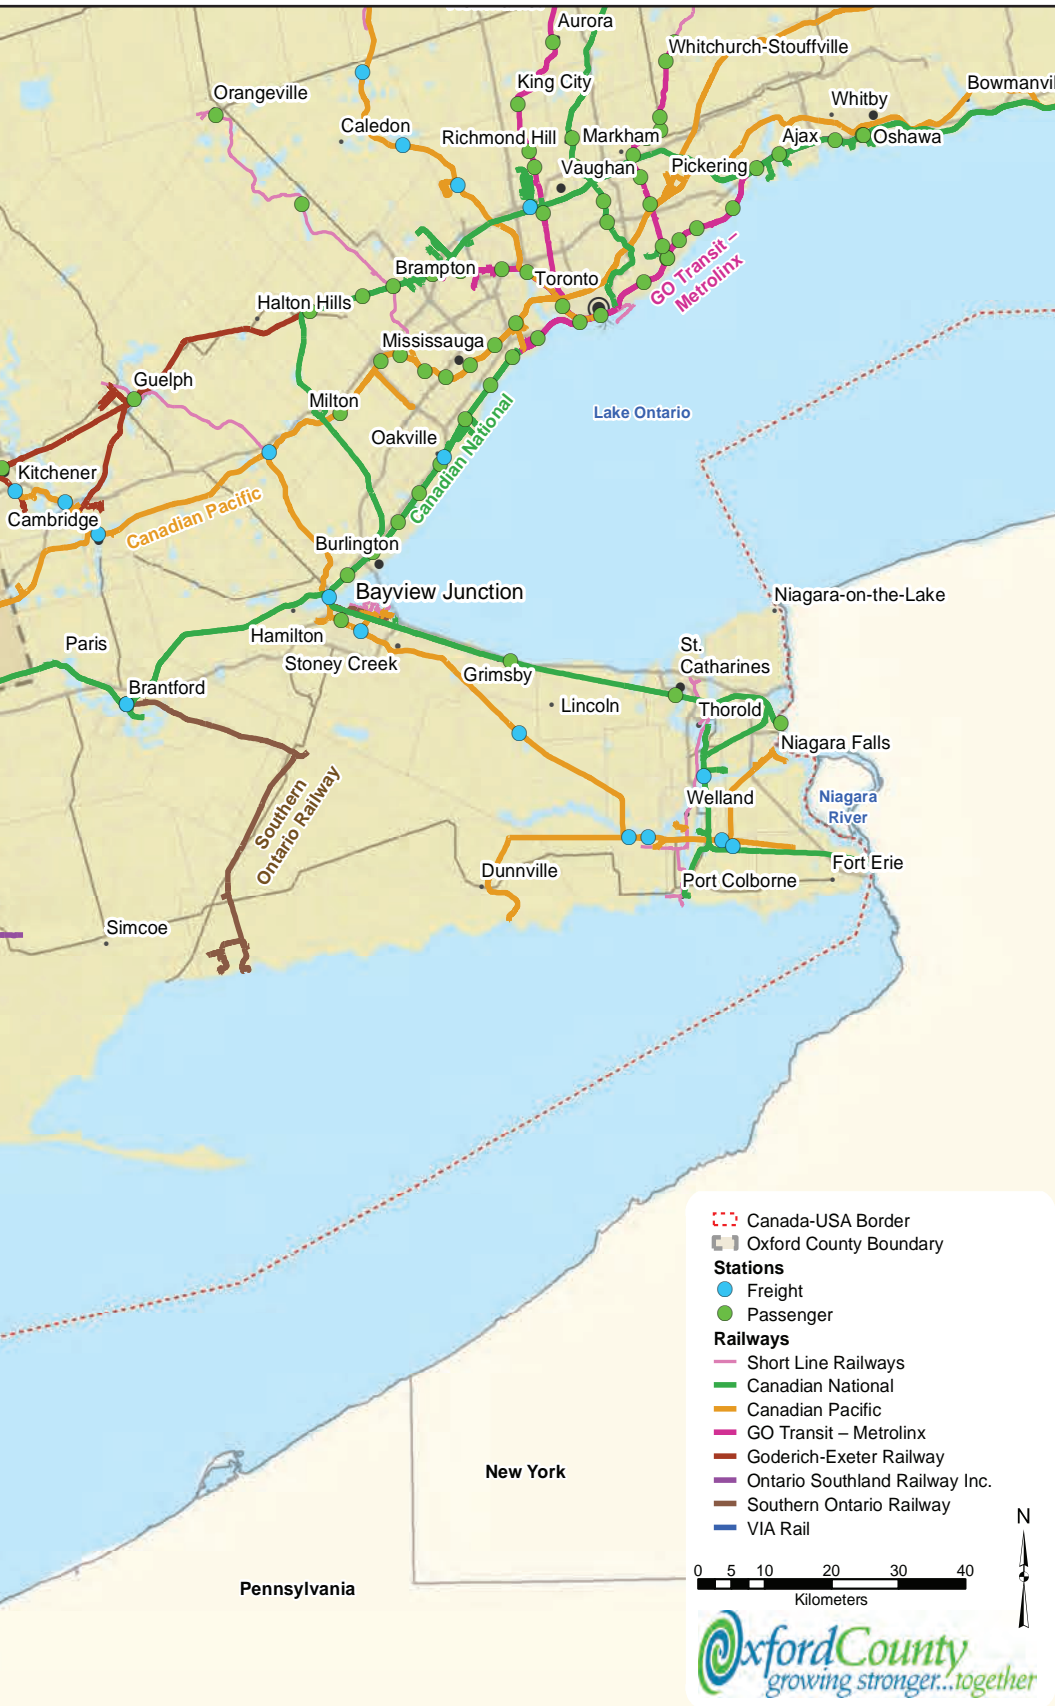 Aurora
Whitchurch-Stouffville
King City
Bowmanvil
Orangeville
Whitby
Caledon
Richmond Hill
Markham
Ajax
Oshawa
Vaughan
Pickering
Brampton
Toronto
GO Transit –
Metrolinx
Halton Hills
Mississauga
Guelph
Milton
Lake Ontario
Oakville
Canadian National
Kitchener
Cambridge
Canadian Pacific
Burlington
Bayview Junction
Niagara-on-the-Lake
Hamilton
Paris
Stoney Creek
St.
Catharines
Grimsby
Brantford
Lincoln
Thorold
Niagara Falls
Southern
Ontario Railway
Welland
Niagara
River
Dunnville
Fort Erie
Port Colborne
Simcoe
Canada-USA Border
Oxford County Boundary
Stations
Freight
Passenger
Railways
Short Line Railways
Canadian National
Canadian Pacific
GO Transit – Metrolinx
Goderich-Exeter Railway
Ontario Southland Railway Inc.
Southern Ontario Railway
VIA Rail
New York
Pennsylvania
N
0 5 10 20 30 40
Kilometers
OxfordCounty
growing stronger...together